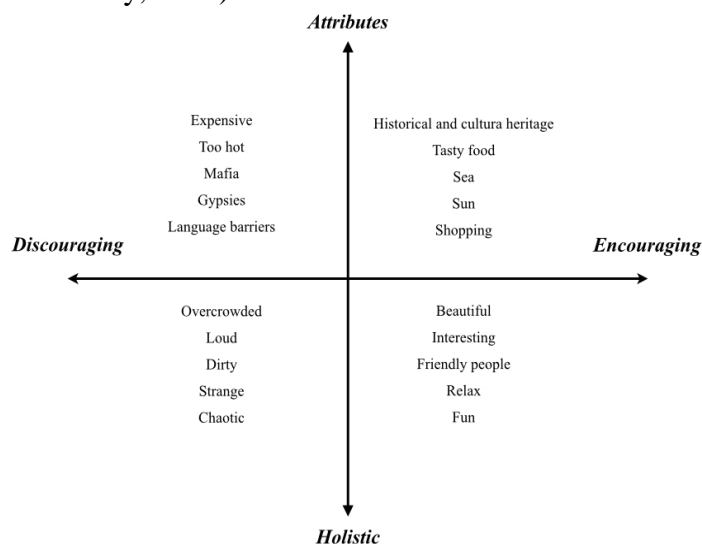 Attributes
Expensive
Too hot
Mafia
Gypsies
Language barriers
Historical and cultura heritage
Tasty food
Sea
Sun
Shopping
Discouraging
Encouraging
Overcrowded
Loud
Dirty
Strange
Chaotic
Beautiful
Interesting
Friendly people
Relax
Fun
Holistic